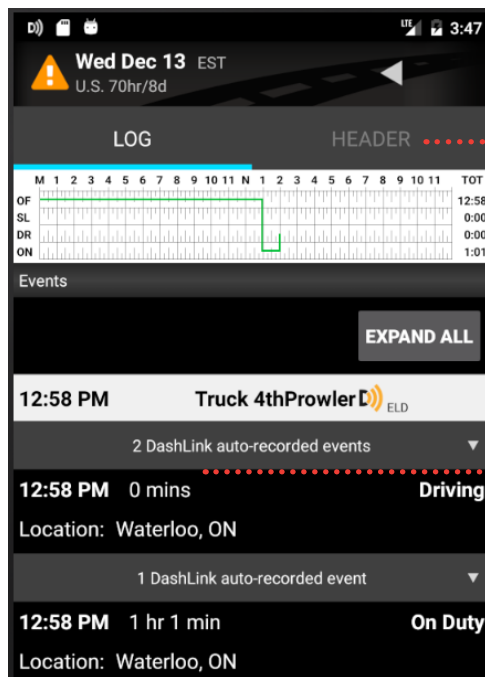 D)) LTE 3:47
Wed Dec 13 EST
U.S. 70hr/8d
LOG HEADER
M 1 2 3 4 5 6 7 8 9 10 11 N 1 2 3 4 5 6 7 8 9 10 11 TOT
OF 12:58
SL 0:00
DR 0:00
ON 1:01
Events
EXPAND ALL
12:58 PM Truck 4thProwler D)) ELD
2 DashLink auto-recorded events
12:58 PM 0 mins Driving
Location: Waterloo, ON
1 DashLink auto-recorded event
12:58 PM 1 hr 1 min On Duty
Location: Waterloo, ON